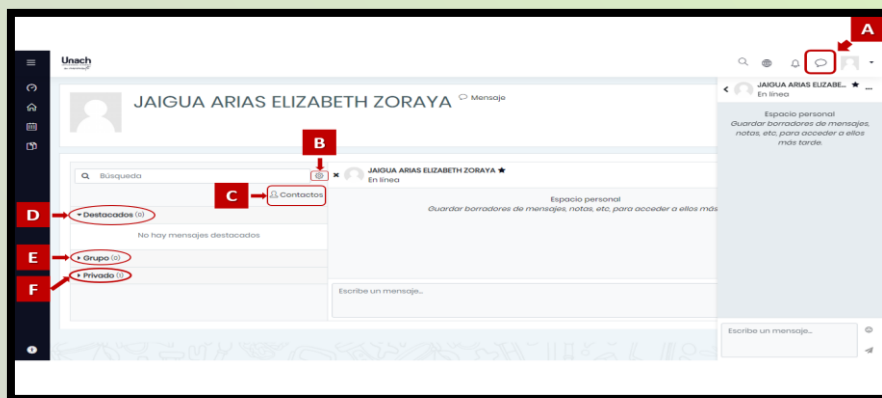 A
Unach
JAIGUA ARIAS ELIZABETH ZORAYA Mensaje
JAIGUA ARIAS ELIZABE...
En línea
Espacio personal
Guardar borradores de mensajes,
notas, etc, para acceder a ellos
más tarde.
B
Búsqueda
C
Contactos
D
Destacados (0)
No hay mensajes destacados
E
Grupo (0)
F
Privado (1)
JAIGUA ARIAS ELIZABETH ZORAYA
En línea
Espacio personal
Guardar borradores de mensajes, notas, etc, para acceder a ellos más
Escribe un mensaje...
Escribe un mensaje...